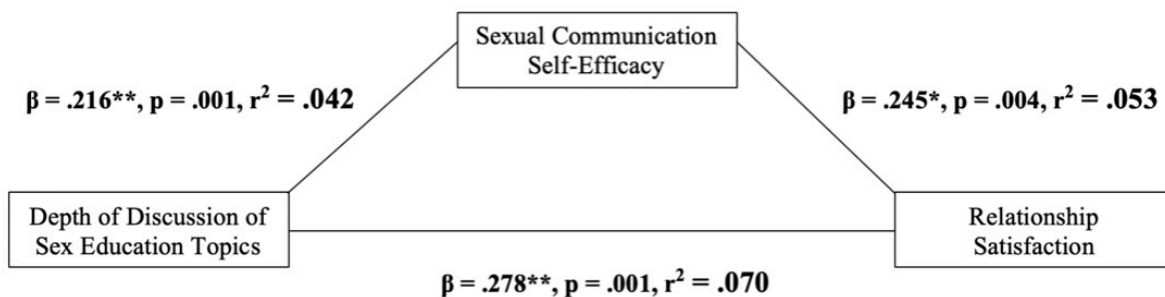 Sexual Communication
Self-Efficacy
β = .216**, p = .001, r² = .042
β = .245*, p = .004, r² = .053
Depth of Discussion of
Sex Education Topics
Relationship
Satisfaction
β = .278**, p = .001, r² = .070